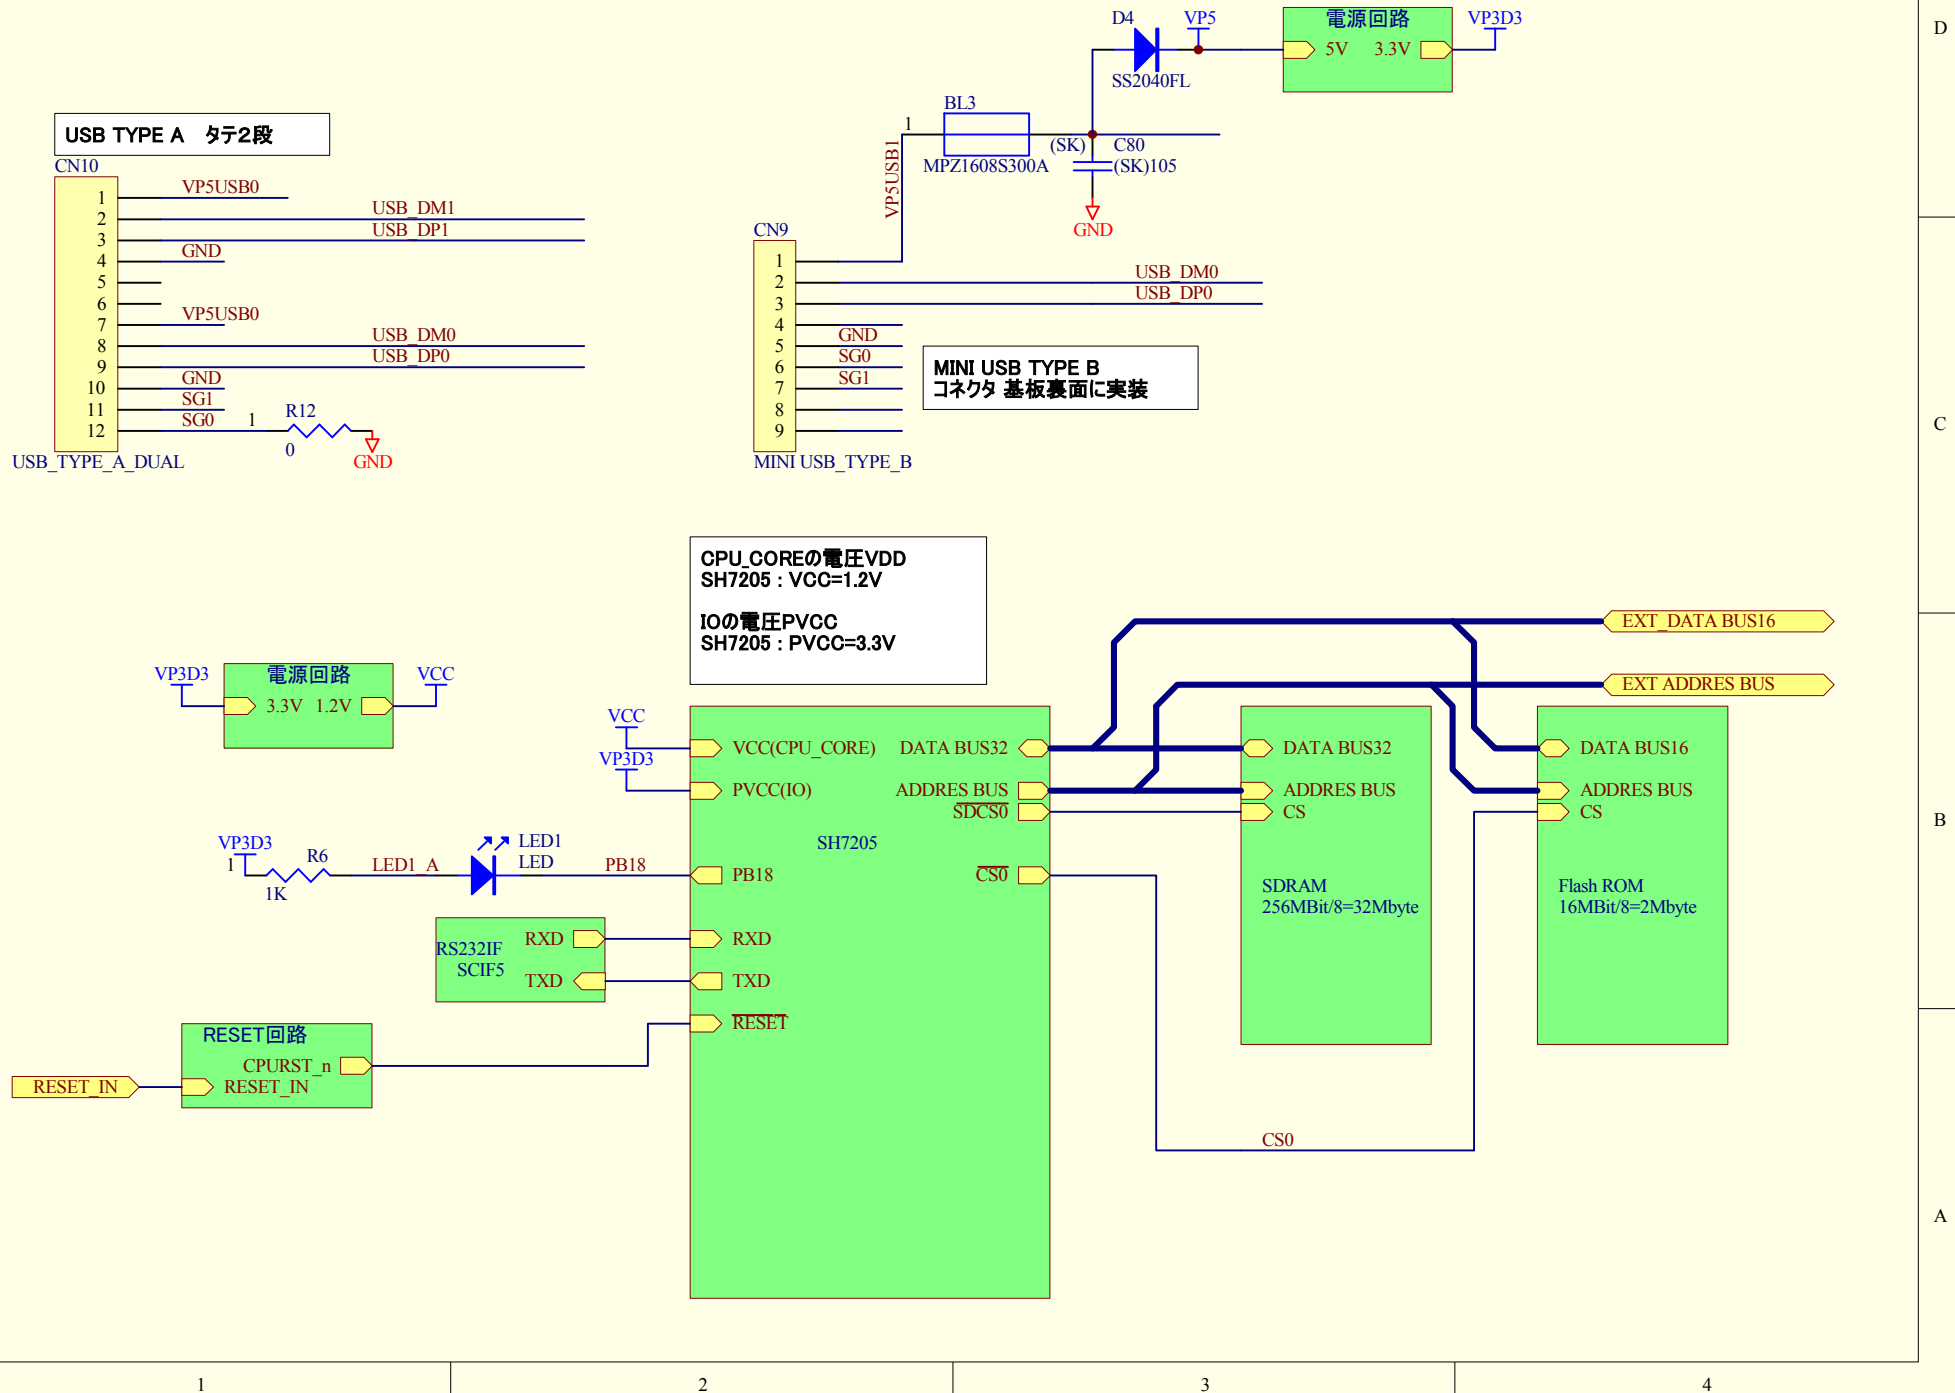 D4
VP5
電源回路
5V
3.3V
VP3D3
SS2040FL
D
USB TYPE A タテ2段
CN10
1
VP5USB0
2
USB_DM1
3
USB_DP1
4
GND
5
6
7
VP5USB0
8
USB_DM0
9
USB_DP0
10
GND
11
SG1
12
SG0
1
R12
0
GND
USB_TYPE_A_DUAL
BL3
1
MPZ1608S300A
VP5USB1
(SK)
C80
(SK)105
GND
CN9
1
2
USB_DM0
3
USB_DP0
4
5
GND
6
SG0
7
SG1
8
9
MINI USB_TYPE_B
MINI USB TYPE B
コネクタ 基板裏面に実装
C
CPU_COREの電圧VDD
SH7205 : VCC=1.2V
IOの電圧PVCC
SH7205 : PVCC=3.3V
EXT_DATA BUS16
EXT ADDRES BUS
VP3D3
電源回路
3.3V
1.2V
VCC
VCC
VP3D3
VCC(CPU_CORE)
PVCC(IO)
DATA BUS32
ADDRES BUS
SDCS0
SH7205
PB18
CS0
RXD
TXD
RESET
DATA BUS32
ADDRES BUS
CS
SDRAM
256MBit/8=32Mbyte
DATA BUS16
ADDRES BUS
CS
Flash ROM
16MBit/8=2Mbyte
B
VP3D3
1
R6
1K
LED1_A
LED1
LED
PB18
RS232IF
SCIF5
RXD
TXD
RESET回路
CPURST_n
RESET_IN
RESET_IN
CS0
A
1
2
3
4